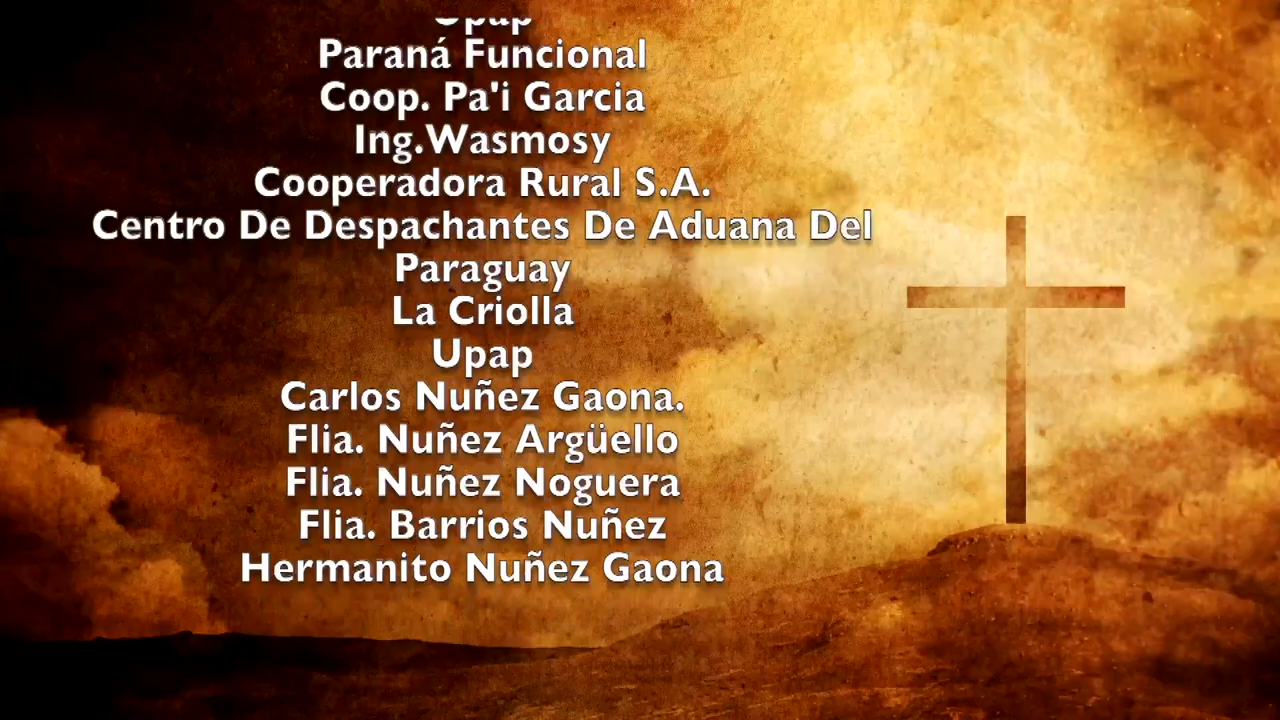 Paraná Funcional
Coop. Pa'i Garcia
Ing.Wasmosy
Cooperadora Rural S.A.
Centro De Despachantes De Aduana Del
Paraguay
La Criolla
Upap
Carlos Nuñez Gaona.
Flia. Nuñez Argüello
Flia. Nuñez Noguera
Flia. Barrios Nuñez
Hermanito Nuñez Gaona